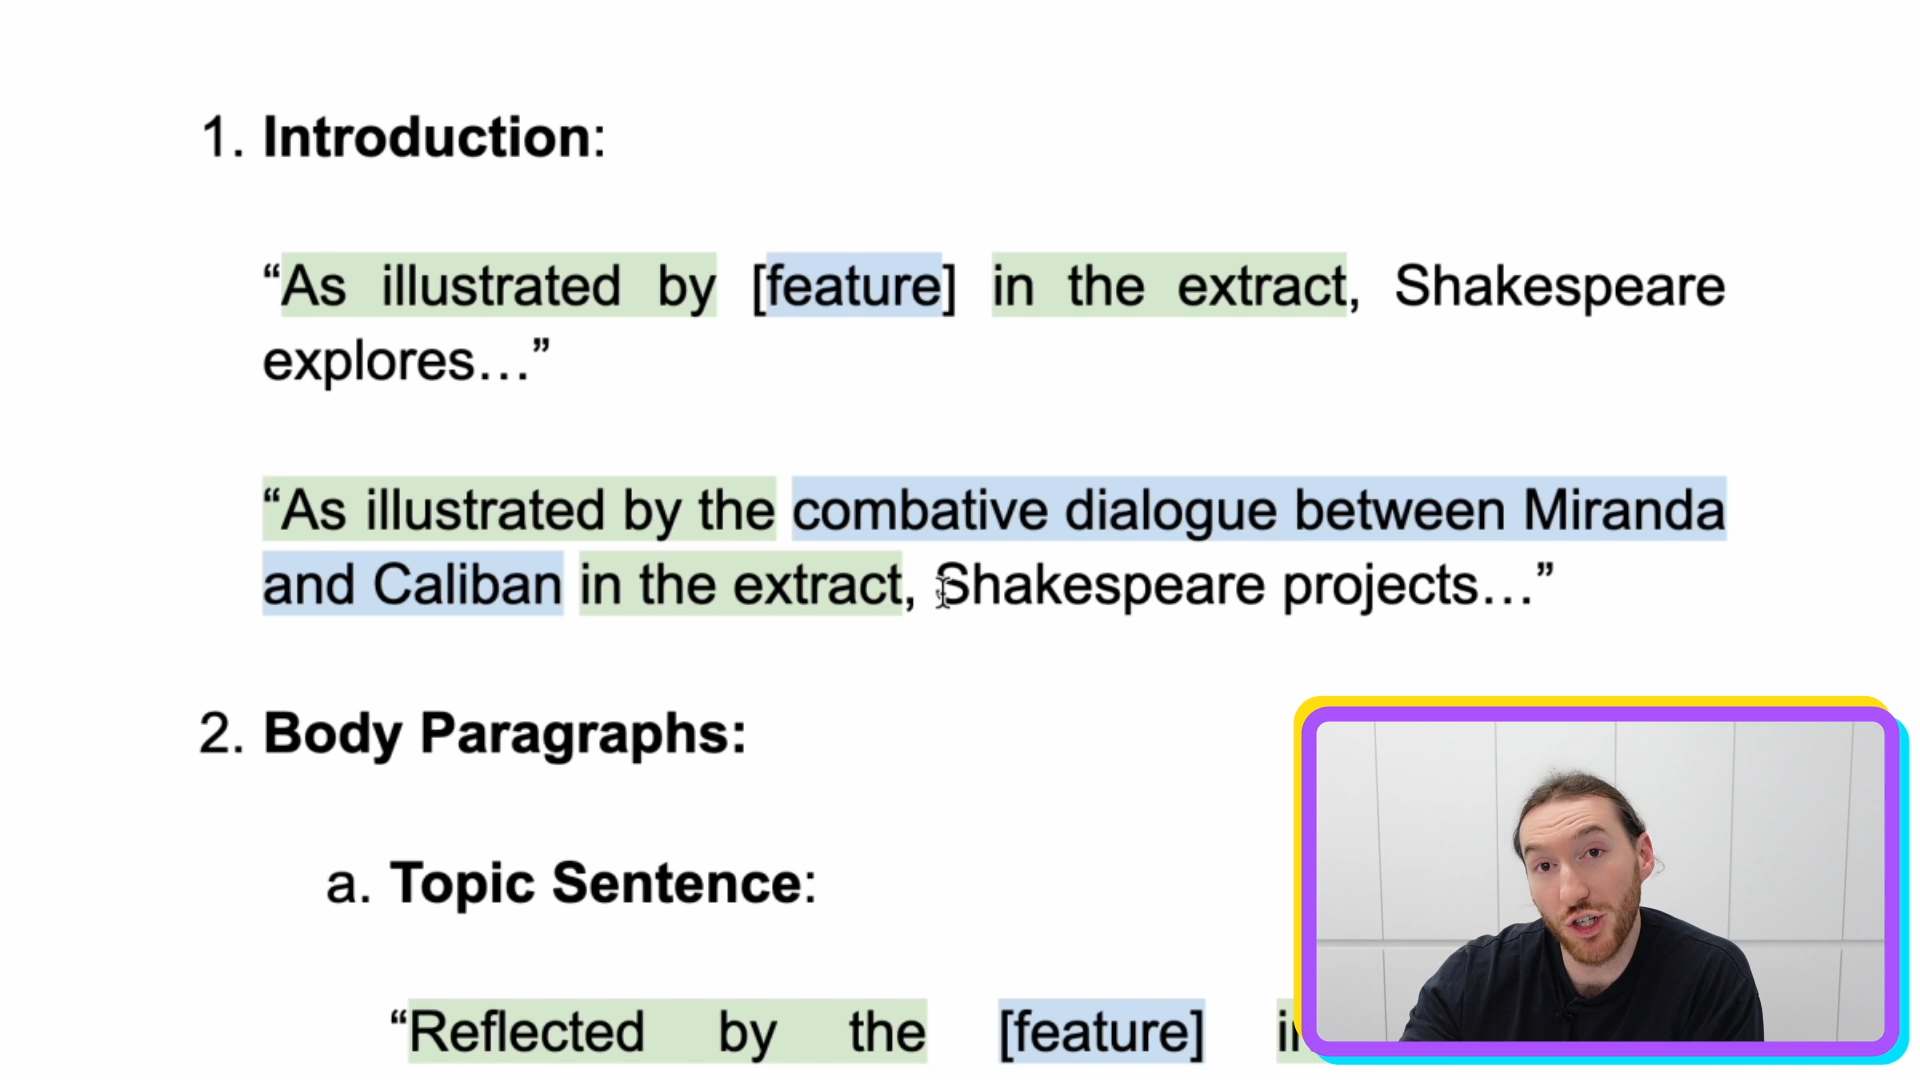 1. Introduction:
“As illustrated by [feature] in the extract, Shakespeare
explores…”
“As illustrated by the combative dialogue between Miranda
and Caliban in the extract, Shakespeare projects…”
2. Body Paragraphs:
a. Topic Sentence:
“Reflected by the [feature]